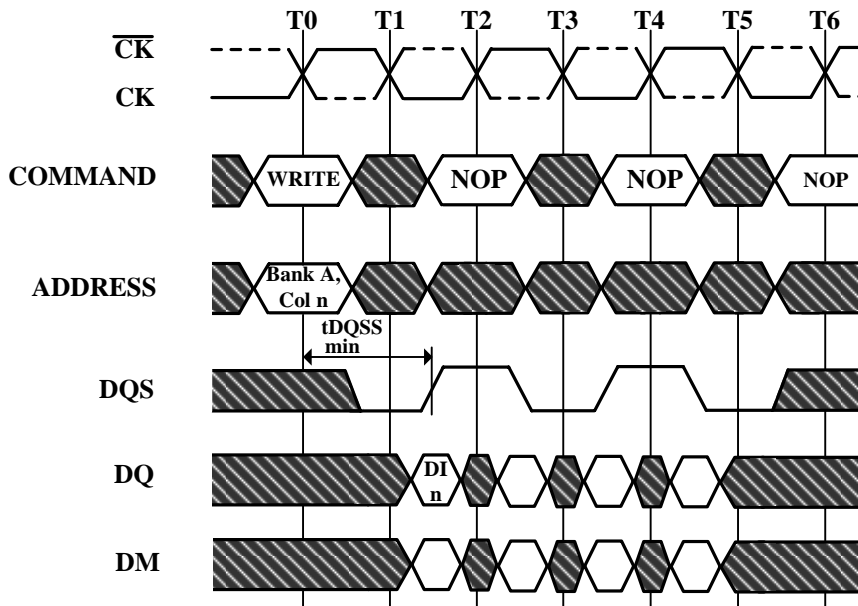 T0 T1 T2 T3 T4 T5 T6
CK
CK
COMMAND
WRITE NOP NOP NOP
ADDRESS
Bank A,
Col n
tDQSS
min
DQS
DQ
DI
n
DM